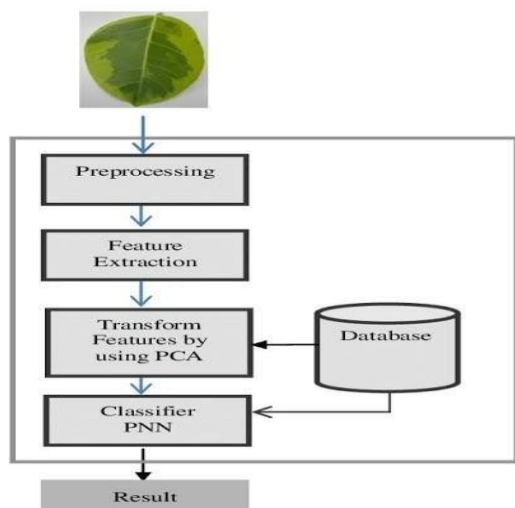 Preprocessing
Feature
Extraction
Transform
Features by
using PCA
Database
Classifier
PNN
Result